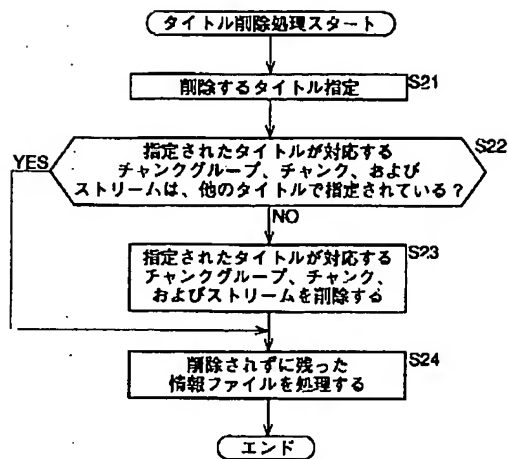 タイトル削除処理スタート
削除するタイトル指定
S21
指定されたタイトルが対応する
チャンクグループ、チャンク、および
ストリームは、他のタイトルで指定されている?
S22
YES
NO
指定されたタイトルが対応する
チャンクグループ、チャンク、
およびストリームを削除する
S23
削除されずに残った
情報ファイルを処理する
S24
エンド